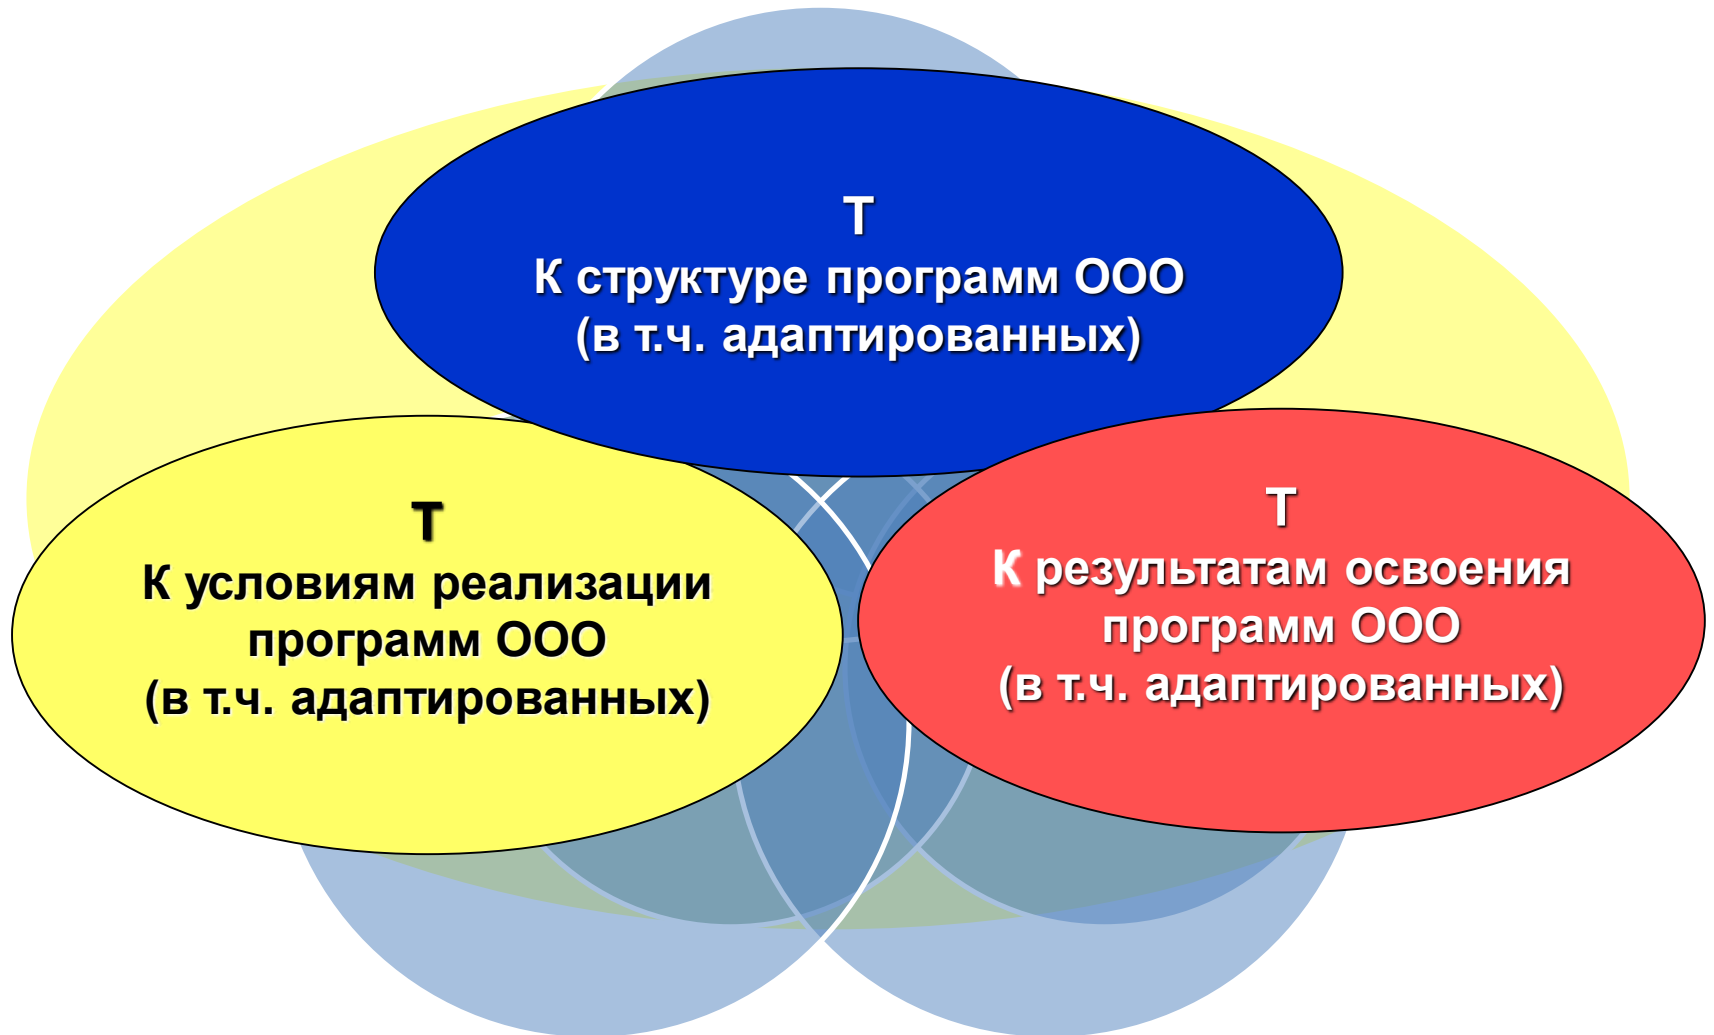 Т
К структуре программ ООО
(в т.ч. адаптированных)
Т
К условиям реализации
программ ООО
(в т.ч. адаптированных)
Т
К результатам освоения
программ ООО
(в т.ч. адаптированных)